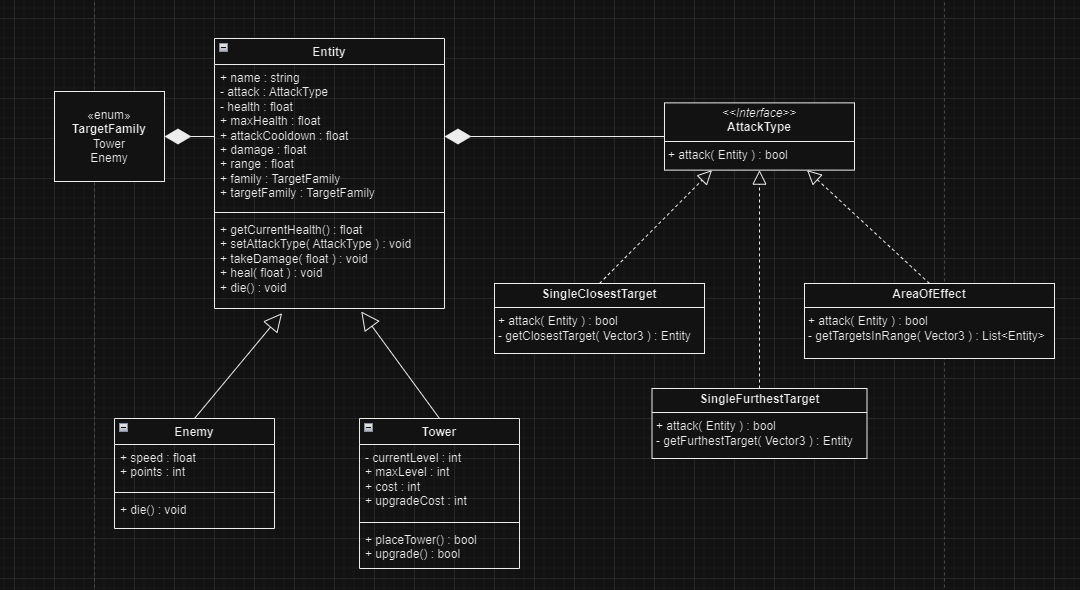 Entity
+ name : string
- attack : AttackType
- health : float
+ maxHealth : float
+ attackCooldown : float
+ damage : float
+ range : float
+ family : TargetFamily
+ targetFamily : TargetFamily
+ getCurrentHealth() : float
+ setAttackType( AttackType ) : void
+ takeDamage( float ) : void
+ heal( float ) : void
+ die() : void
«enum»
TargetFamily
Tower
Enemy
<<Interface>>
AttackType
+ attack( Entity ) : bool
SingleClosestTarget
+ attack( Entity ) : bool
- getClosestTarget( Vector3 ) : Entity
AreaOfEffect
+ attack( Entity ) : bool
- getTargetsInRange( Vector3 ) : List<Entity>
SingleFurthestTarget
+ attack( Entity ) : bool
- getFurthestTarget( Vector3 ) : Entity
Enemy
+ speed : float
+ points : int
+ die() : void
Tower
- currentLevel : int
+ maxLevel : int
+ cost : int
+ upgradeCost : int
+ placeTower() : bool
+ upgrade() : bool